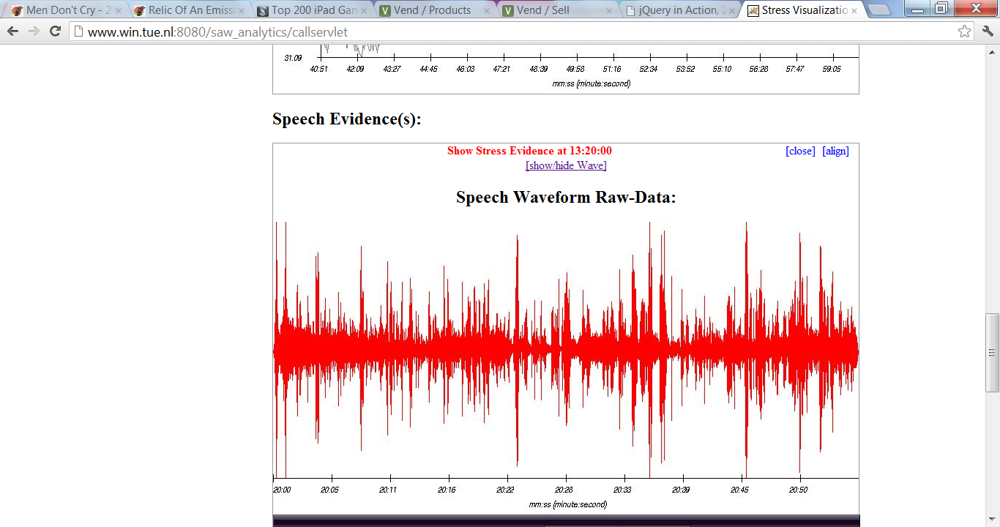 Men Don't Cry - 2
Relic Of An Emissa
Top 200 iPad Gam
Vend / Products
Vend / Sell
jQuery in Action, 2
Stress Visualizatio
www.win.tue.nl:8080/saw_analytics/callservlet
31.09
40:51 42:09 43:27 44:45 46:03 47:21 48:39 49:58 51:16 52:34 53:52 55:10 56:28 57:47 59:05
mm:ss (minute:second)
Speech Evidence(s):
Show Stress Evidence at 13:20:00 [close] [align]
[show/hide Wave]
Speech Waveform Raw-Data:
20:00 20:05 20:11 20:16 20:22 20:28 20:33 20:39 20:45 20:50
mm:ss (minute:second)